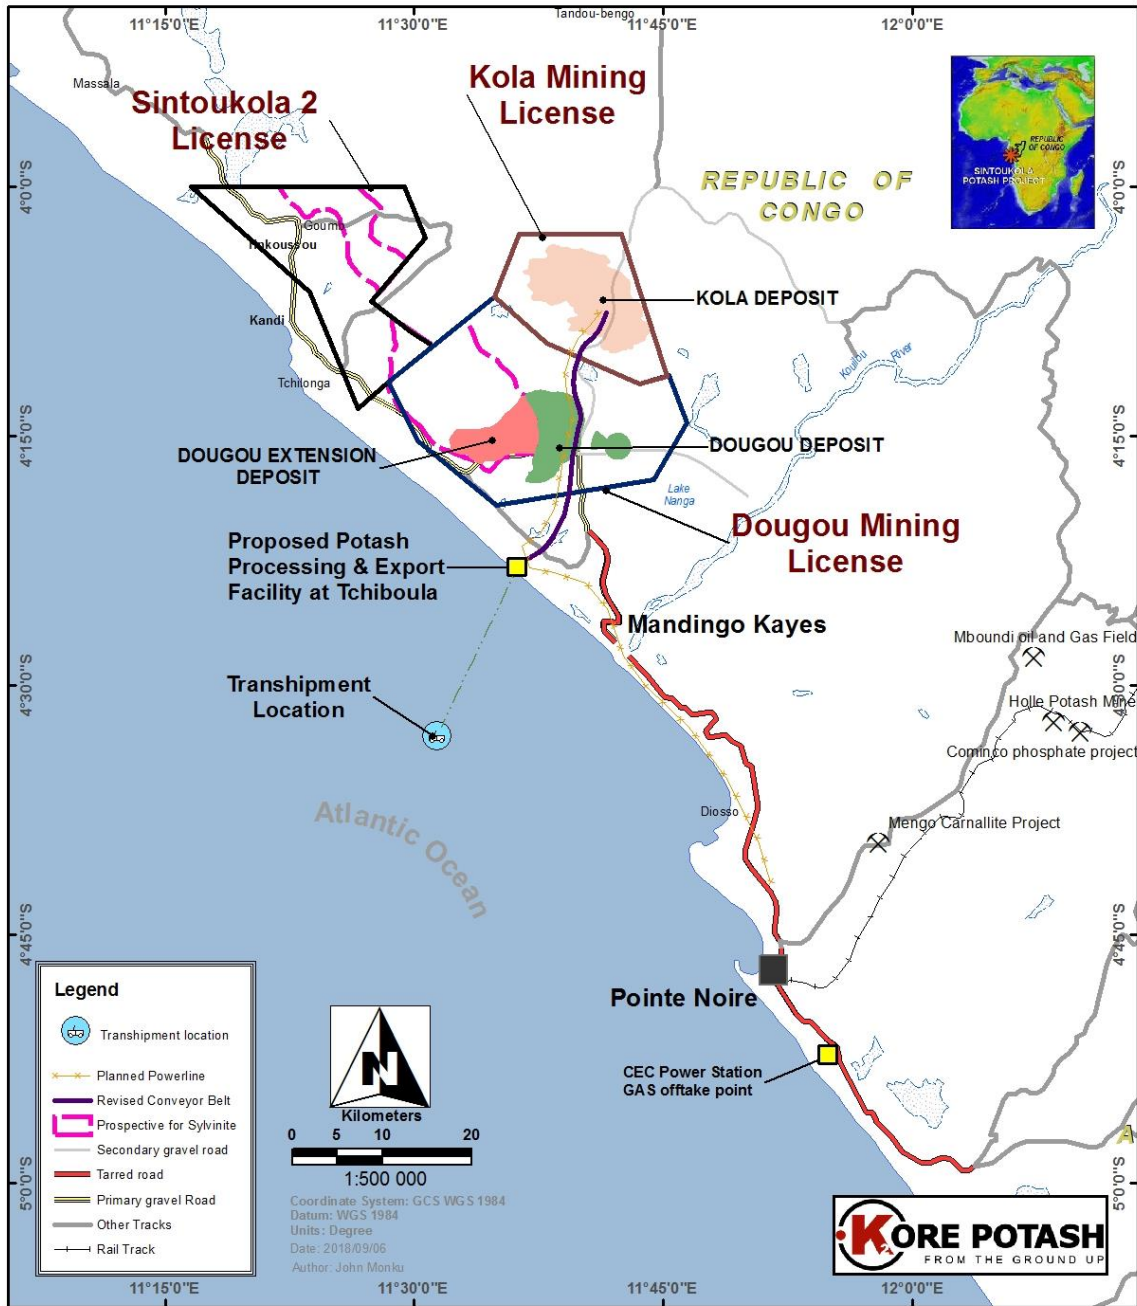 11°15'0"E
11°30'0"E
11°45'0"E
12°0'0"E
Tandou-bengo
Massala
Sintoukola 2
License
Kola Mining
License
REPUBLIC OF
CONGO
REPUBLIC
OF CONGO
SINTOUKOLA
POTASH PROJECT
4°0'0"S
4°0'0"S
Goumb
Kandi
Tchilonga
KOLA DEPOSIT
Kouilou
River
4°15'0"S
4°15'0"S
DOUGOU EXTENSION
DEPOSIT
DOUGOU DEPOSIT
Lake
Nanga
Dougou Mining
License
Proposed Potash
Processing & Export
Facility at Tchiboula
Mandingo Kayes
Mboundi oil and Gas Field
4°30'0"S
4°30'0"S
Holle Potash Mine
Cominco phosphate project
Transhipment
Location
Atlantic Ocean
Diosso
Mengo Carnallite Project
4°45'0"S
4°45'0"S
Pointe Noire
CEC Power Station
GAS offtake point
A
5°0'0"S
5°0'0"S
Legend
Transhipment location
Planned Powerline
Revised Conveyor Belt
Prospective for Sylvinite
Secondary gravel road
Tarred road
Primary gravel Road
Other Tracks
Rail Track
N
Kilometers
0 5 10 20
1:500 000
Coordinate System: GCS WGS 1984
Datum: WGS 1984
Units: Degree
Date: 2018/09/06
Author: John Monku
KORE POTASH
FROM THE GROUND UP
11°15'0"E
11°30'0"E
11°45'0"E
12°0'0"E